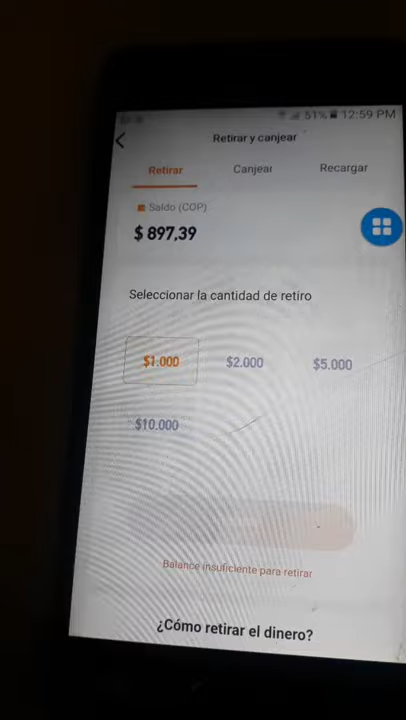 51% 12:59 PM
Retirar y canjear
Retirar Canjear Recargar
Saldo (COP)
$ 897,39
Seleccionar la cantidad de retiro
$1.000 $2.000 $5.000
$10.000
Balance insuficiente para retirar
¿Cómo retirar el dinero?